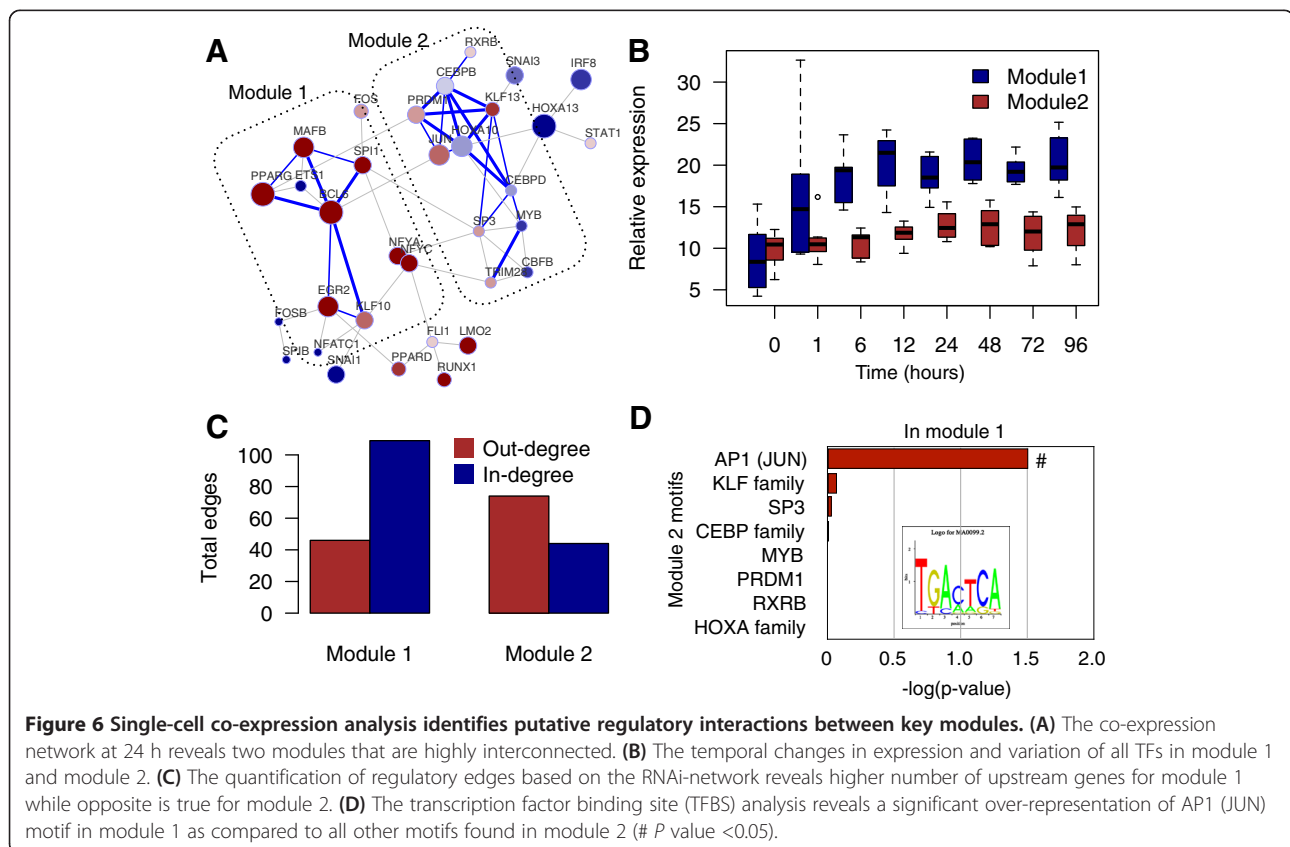 A
Module 2
RXRB
CEBPB
SNAI3
IRF8
Module 1
FOS
PRDM1
KLF13
HOXA13
MAFB
JUN
HOXA10
STAT1
SPI1
PPARG
ETS1
BCL6
CEBPD
SP3
MYB
NFYA
NFYC
TRIM28
CBFB
EGR2
KLF10
FOSB
FLI1
LMO2
SPIB
NFATC1
SNAI1
PPARD
RUNX1
B
Relative expression
30
25
20
15
10
5
Module1
Module2
0 1 6 12 24 48 72 96
Time (hours)
C
Total edges
100
80
60
40
20
0
Out-degree
In-degree
Module 1 Module 2
D
In module 1
Module 2 motifs
AP1 (JUN)
#
KLF family
SP3
CEBP family
MYB
PRDM1
RXRB
HOXA family
Logo for MA0099.2
TGACTCA
position
0 0.5 1.0 1.5 2.0
-log(p-value)
Figure 6 Single-cell co-expression analysis identifies putative regulatory interactions between key modules. (A) The co-expression
network at 24 h reveals two modules that are highly interconnected. (B) The temporal changes in expression and variation of all TFs in module 1
and module 2. (C) The quantification of regulatory edges based on the RNAi-network reveals higher number of upstream genes for module 1
while opposite is true for module 2. (D) The transcription factor binding site (TFBS) analysis reveals a significant over-representation of AP1 (JUN)
motif in module 1 as compared to all other motifs found in module 2 (# P value <0.05).